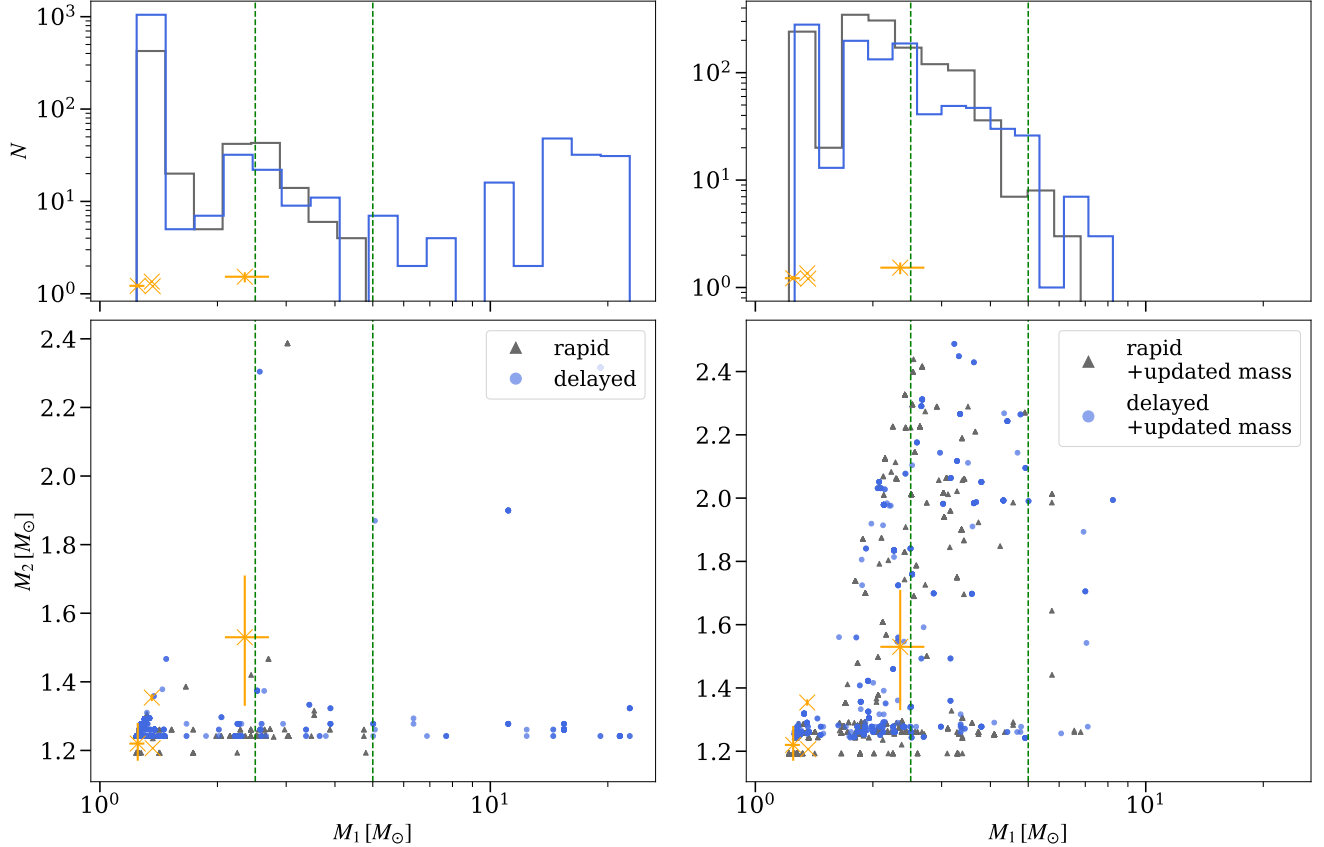 10³
10²
10¹
10⁰
N
10²
10¹
10⁰
2.4
2.2
2.0
1.8
1.6
1.4
1.2
M₂ [M☉]
rapid
delayed
10⁰
10¹
M₁ [M☉]
2.4
2.2
2.0
1.8
1.6
1.4
1.2
rapid
+updated mass
delayed
+updated mass
10⁰
10¹
M₁ [M☉]